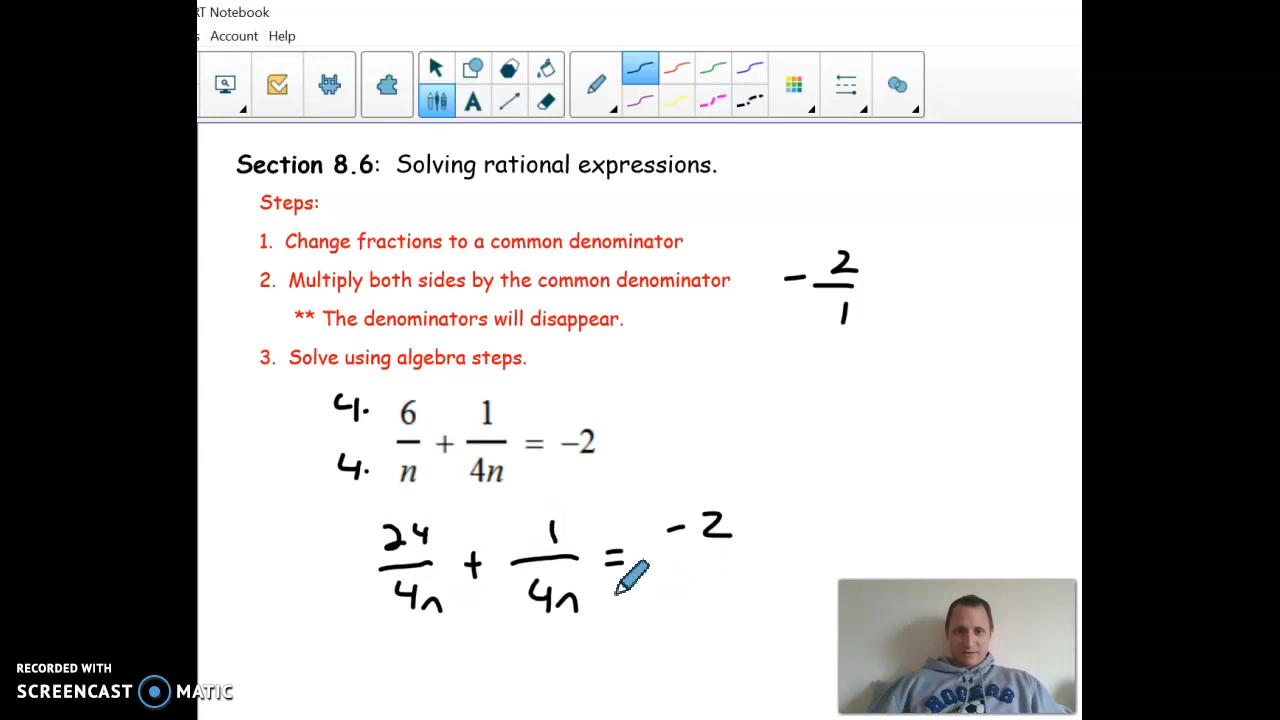 RT Notebook
s Account Help
Section 8.6: Solving rational expressions.
Steps:
1. Change fractions to a common denominator
2. Multiply both sides by the common denominator
** The denominators will disappear.
3. Solve using algebra steps.
- 2/1
4. 6/n + 1/4n = -2
4.
24/4n + 1/4n = -2
RECORDED WITH
SCREENCAST MATIC